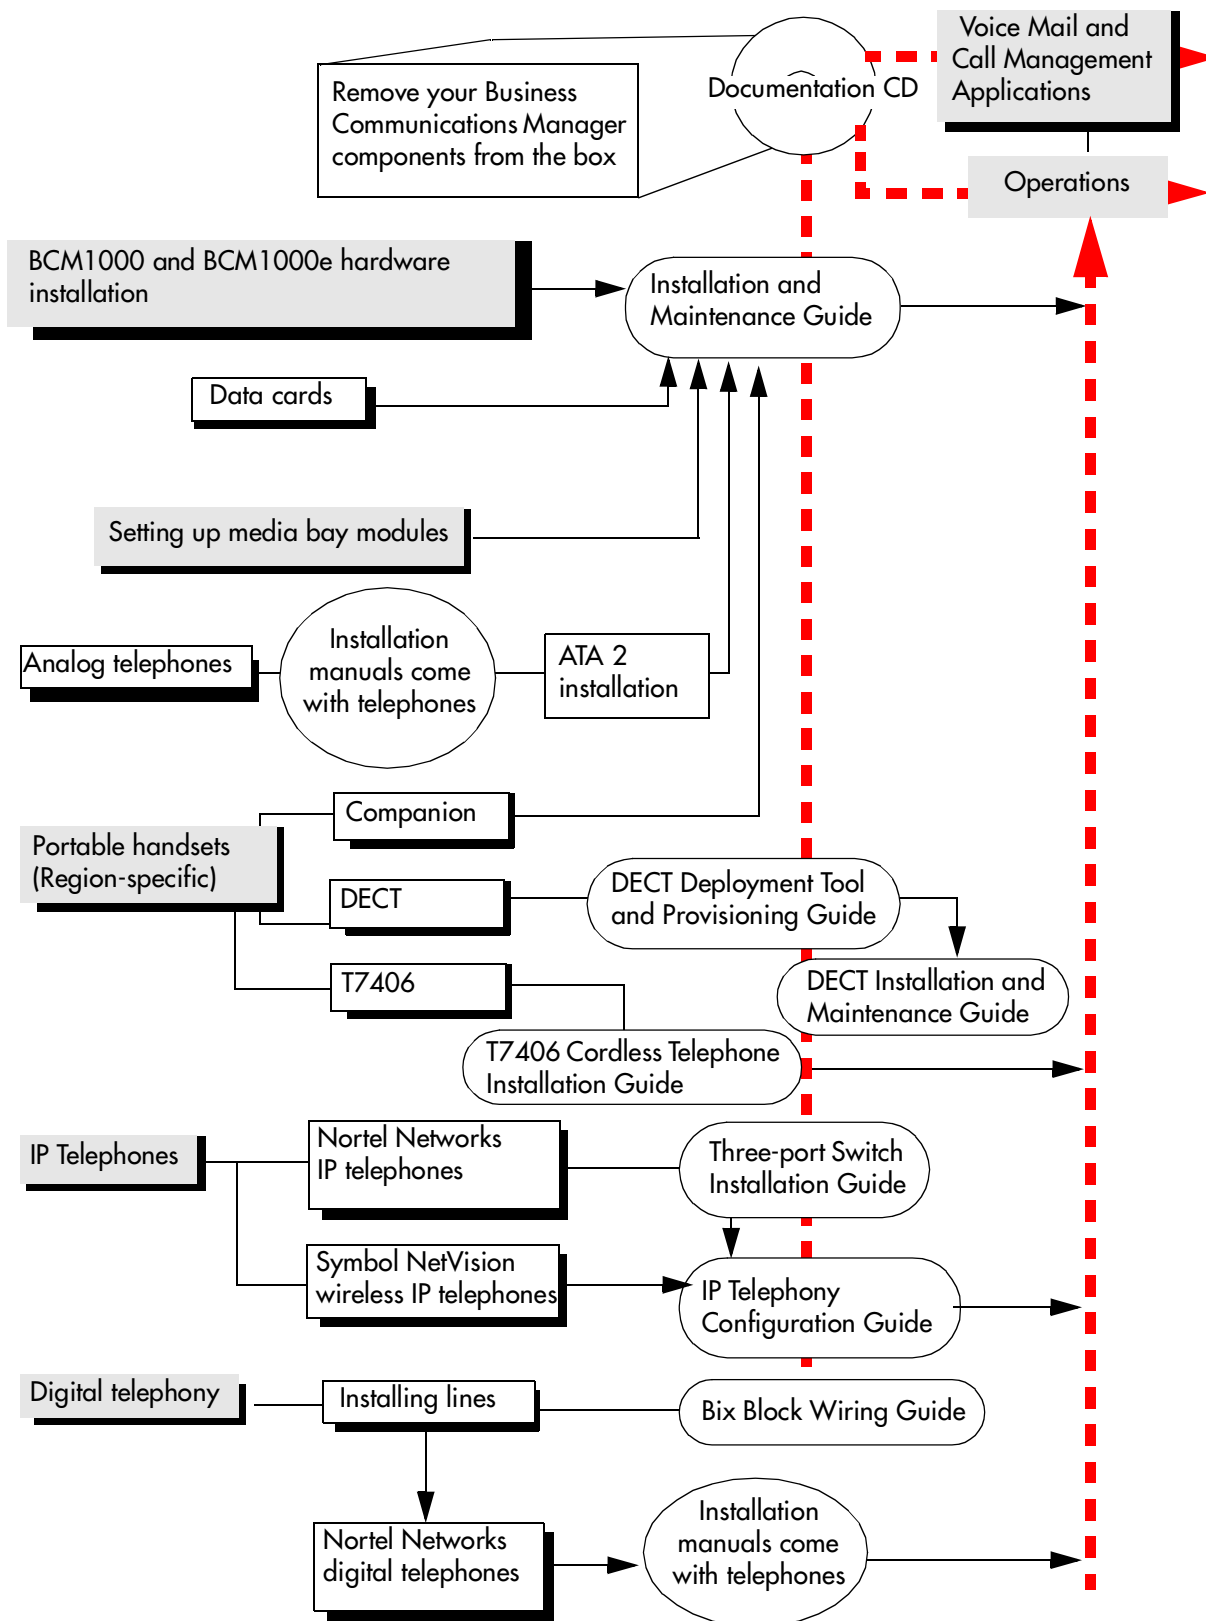 Voice Mail and
Call Management
Applications
Remove your Business
Communications Manager
components from the box
Documentation CD
Operations
BCM1000 and BCM1000e hardware
installation
Installation and
Maintenance Guide
Data cards
Setting up media bay modules
Analog telephones
Installation
manuals come
with telephones
ATA 2
installation
Companion
Portable handsets
(Region-specific)
DECT
DECT Deployment Tool
and Provisioning Guide
T7406
DECT Installation and
Maintenance Guide
T7406 Cordless Telephone
Installation Guide
IP Telephones
Nortel Networks
IP telephones
Three-port Switch
Installation Guide
Symbol NetVision
wireless IP telephones
IP Telephony
Configuration Guide
Digital telephony
Installing lines
Bix Block Wiring Guide
Nortel Networks
digital telephones
Installation
manuals come
with telephones